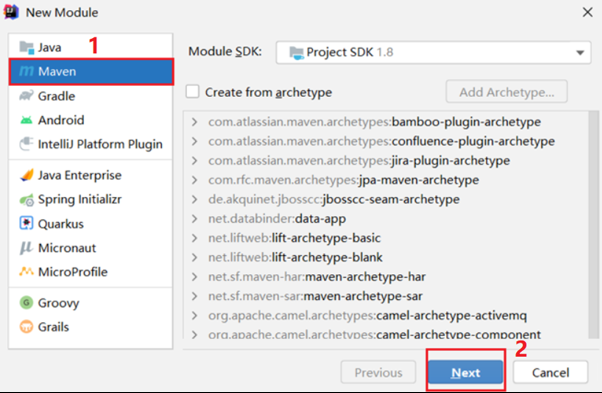 New Module
1
Java
Maven
Gradle
Android
IntelliJ Platform Plugin
Java Enterprise
Spring Initializr
Quarkus
Micronaut
MicroProfile
Groovy
Grails
Module SDK: Project SDK 1.8
Create from archetype Add Archetype...
com.atlassian.maven.archetypes:bamboo-plugin-archetype
com.atlassian.maven.archetypes:confluence-plugin-archetype
com.atlassian.maven.archetypes:jira-plugin-archetype
com.rfc.maven.archetypes:jpa-maven-archetype
de.akquinet.jbosscc:jbosscc-seam-archetype
net.databinder:data-app
net.liftweb:lift-archetype-basic
net.liftweb:lift-archetype-blank
net.sf.maven-har:maven-archetype-har
net.sf.maven-sar:maven-archetype-sar
org.apache.camel.archetypes:camel-archetype-activemq
org.apache.camel.archetypes:camel-archetype-component
2
Previous Next Cancel